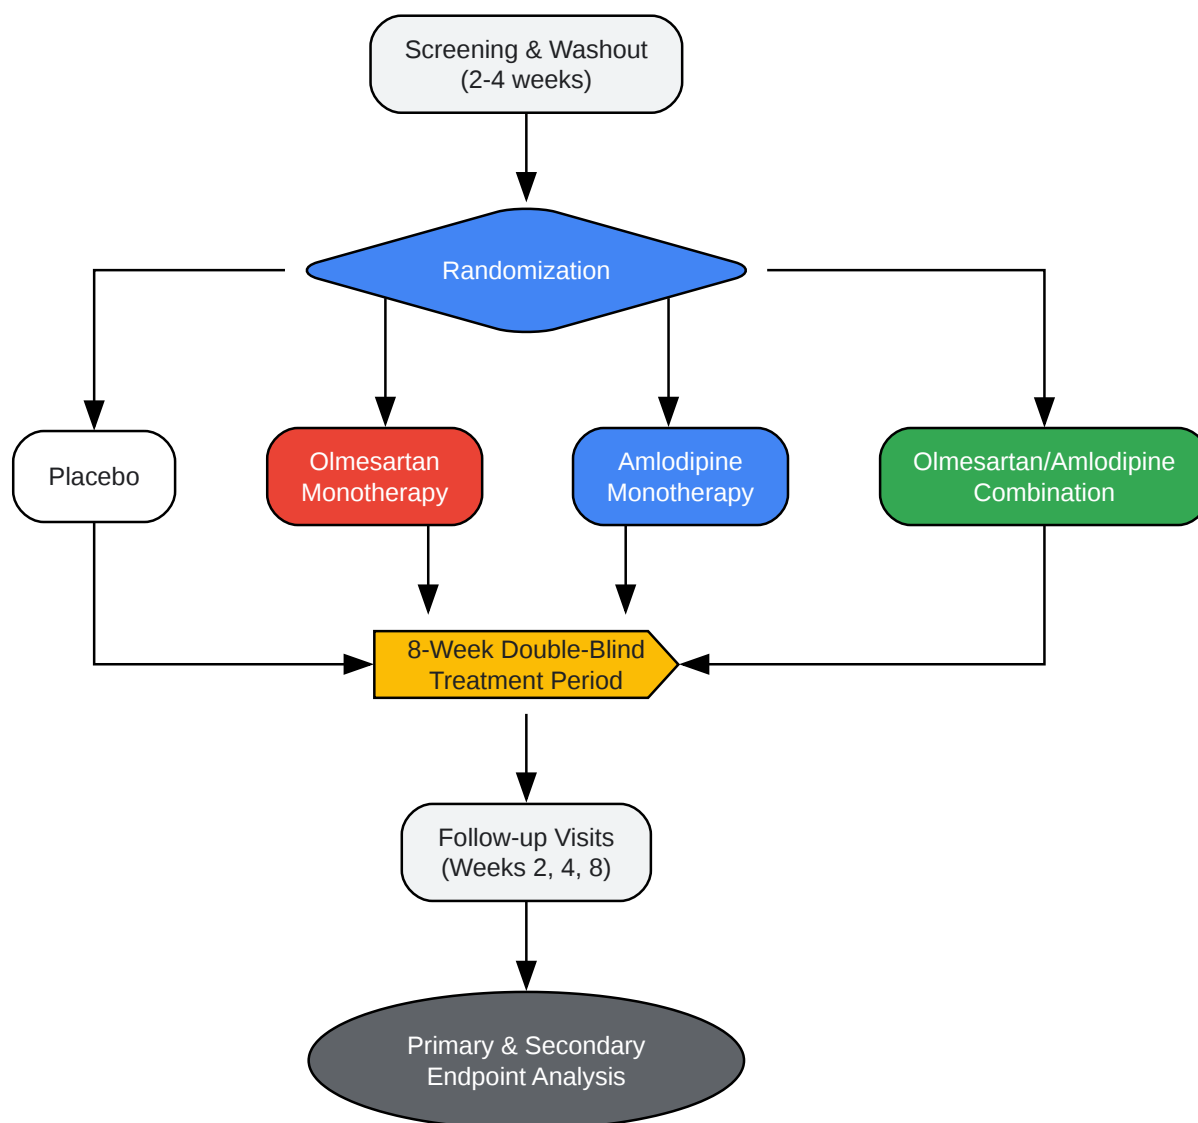 Screening & Washout
(2-4 weeks)
Randomization
Placebo
Olmesartan
Monotherapy
Amlodipine
Monotherapy
Olmesartan/Amlodipine
Combination
8-Week Double-Blind
Treatment Period
Follow-up Visits
(Weeks 2, 4, 8)
Primary & Secondary
Endpoint Analysis